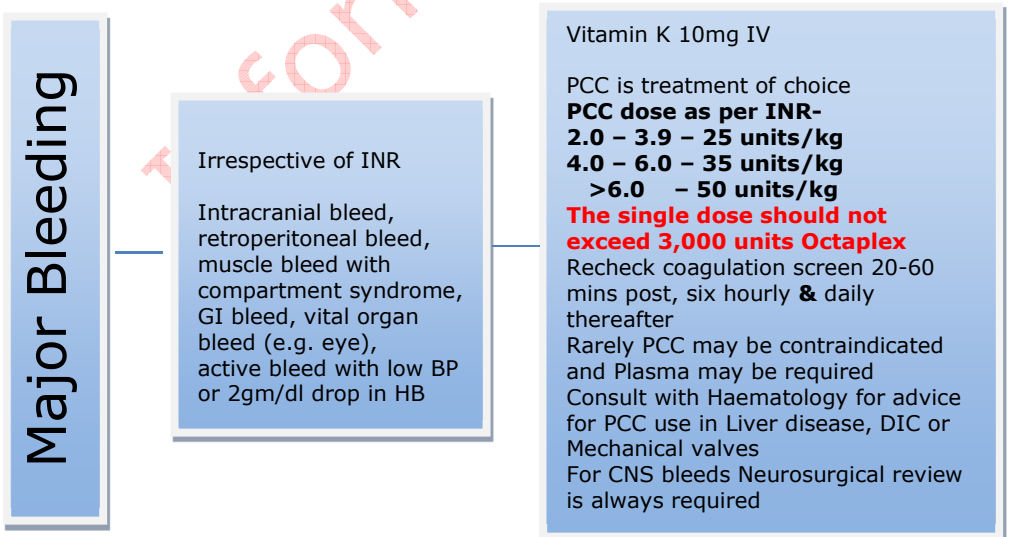 Major Bleeding
Irrespective of INR
Intracranial bleed,
retroperitoneal bleed,
muscle bleed with
compartment syndrome,
GI bleed, vital organ
bleed (e.g. eye),
active bleed with low BP
or 2gm/dl drop in HB
Vitamin K 10mg IV
PCC is treatment of choice
PCC dose as per INR-
2.0 – 3.9 – 25 units/kg
4.0 – 6.0 – 35 units/kg
>6.0 – 50 units/kg
The single dose should not
exceed 3,000 units Octaplex
Recheck coagulation screen 20-60
mins post, six hourly & daily
thereafter
Rarely PCC may be contraindicated
and Plasma may be required
Consult with Haematology for advice
for PCC use in Liver disease, DIC or
Mechanical valves
For CNS bleeds Neurosurgical review
is always required